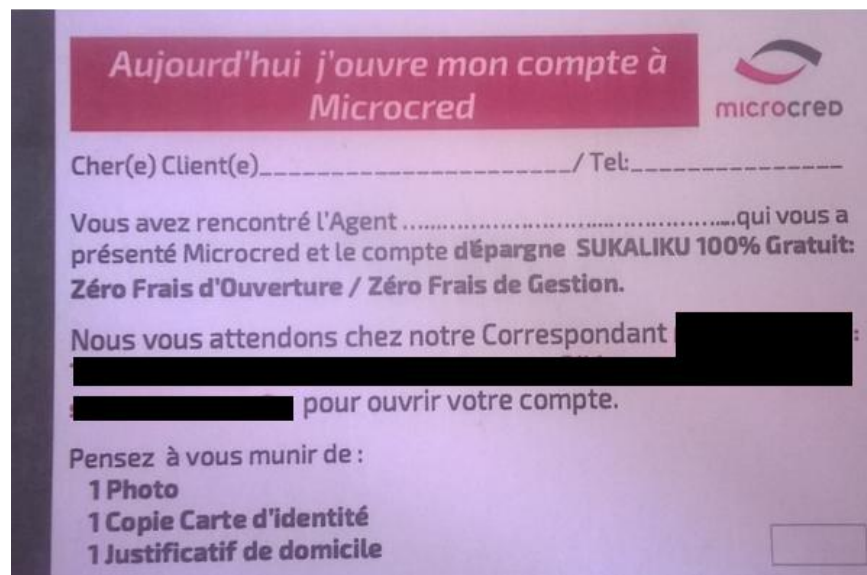 Aujourd'hui j'ouvre mon compte à
Microcred
microcred
Cher(e) Client(e)______________________/ Tel:_______________
Vous avez rencontré l'Agent ................................................qui vous a
présenté Microcred et le compte d'épargne SUKALIKU 100% Gratuit:
Zéro Frais d'Ouverture / Zéro Frais de Gestion.
Nous vous attendons chez notre Correspondant :
pour ouvrir votre compte.
Pensez à vous munir de :
1 Photo
1 Copie Carte d'identité
1 Justificatif de domicile